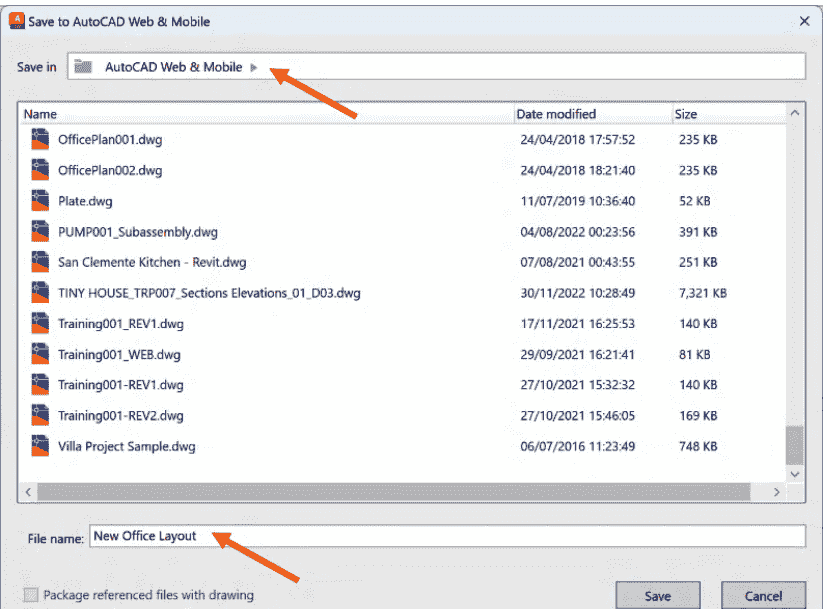 Save to AutoCAD Web & Mobile
Save in AutoCAD Web & Mobile
Name Date modified Size
OfficePlan001.dwg 24/04/2018 17:57:52 235 KB
OfficePlan002.dwg 24/04/2018 18:21:40 235 KB
Plate.dwg 11/07/2019 10:36:40 52 KB
PUMP001_Subassembly.dwg 04/08/2022 00:23:56 391 KB
San Clemente Kitchen - Revit.dwg 07/08/2021 00:43:55 251 KB
TINY HOUSE_TRP007_Sections Elevations_01_D03.dwg 30/11/2022 10:28:49 7,321 KB
Training001_REV1.dwg 17/11/2021 16:25:53 140 KB
Training001_WEB.dwg 29/09/2021 16:21:41 81 KB
Training001-REV1.dwg 27/10/2021 15:32:32 140 KB
Training001-REV2.dwg 27/10/2021 15:46:05 169 KB
Villa Project Sample.dwg 06/07/2016 11:23:49 748 KB
File name: New Office Layout
Package referenced files with drawing Save Cancel